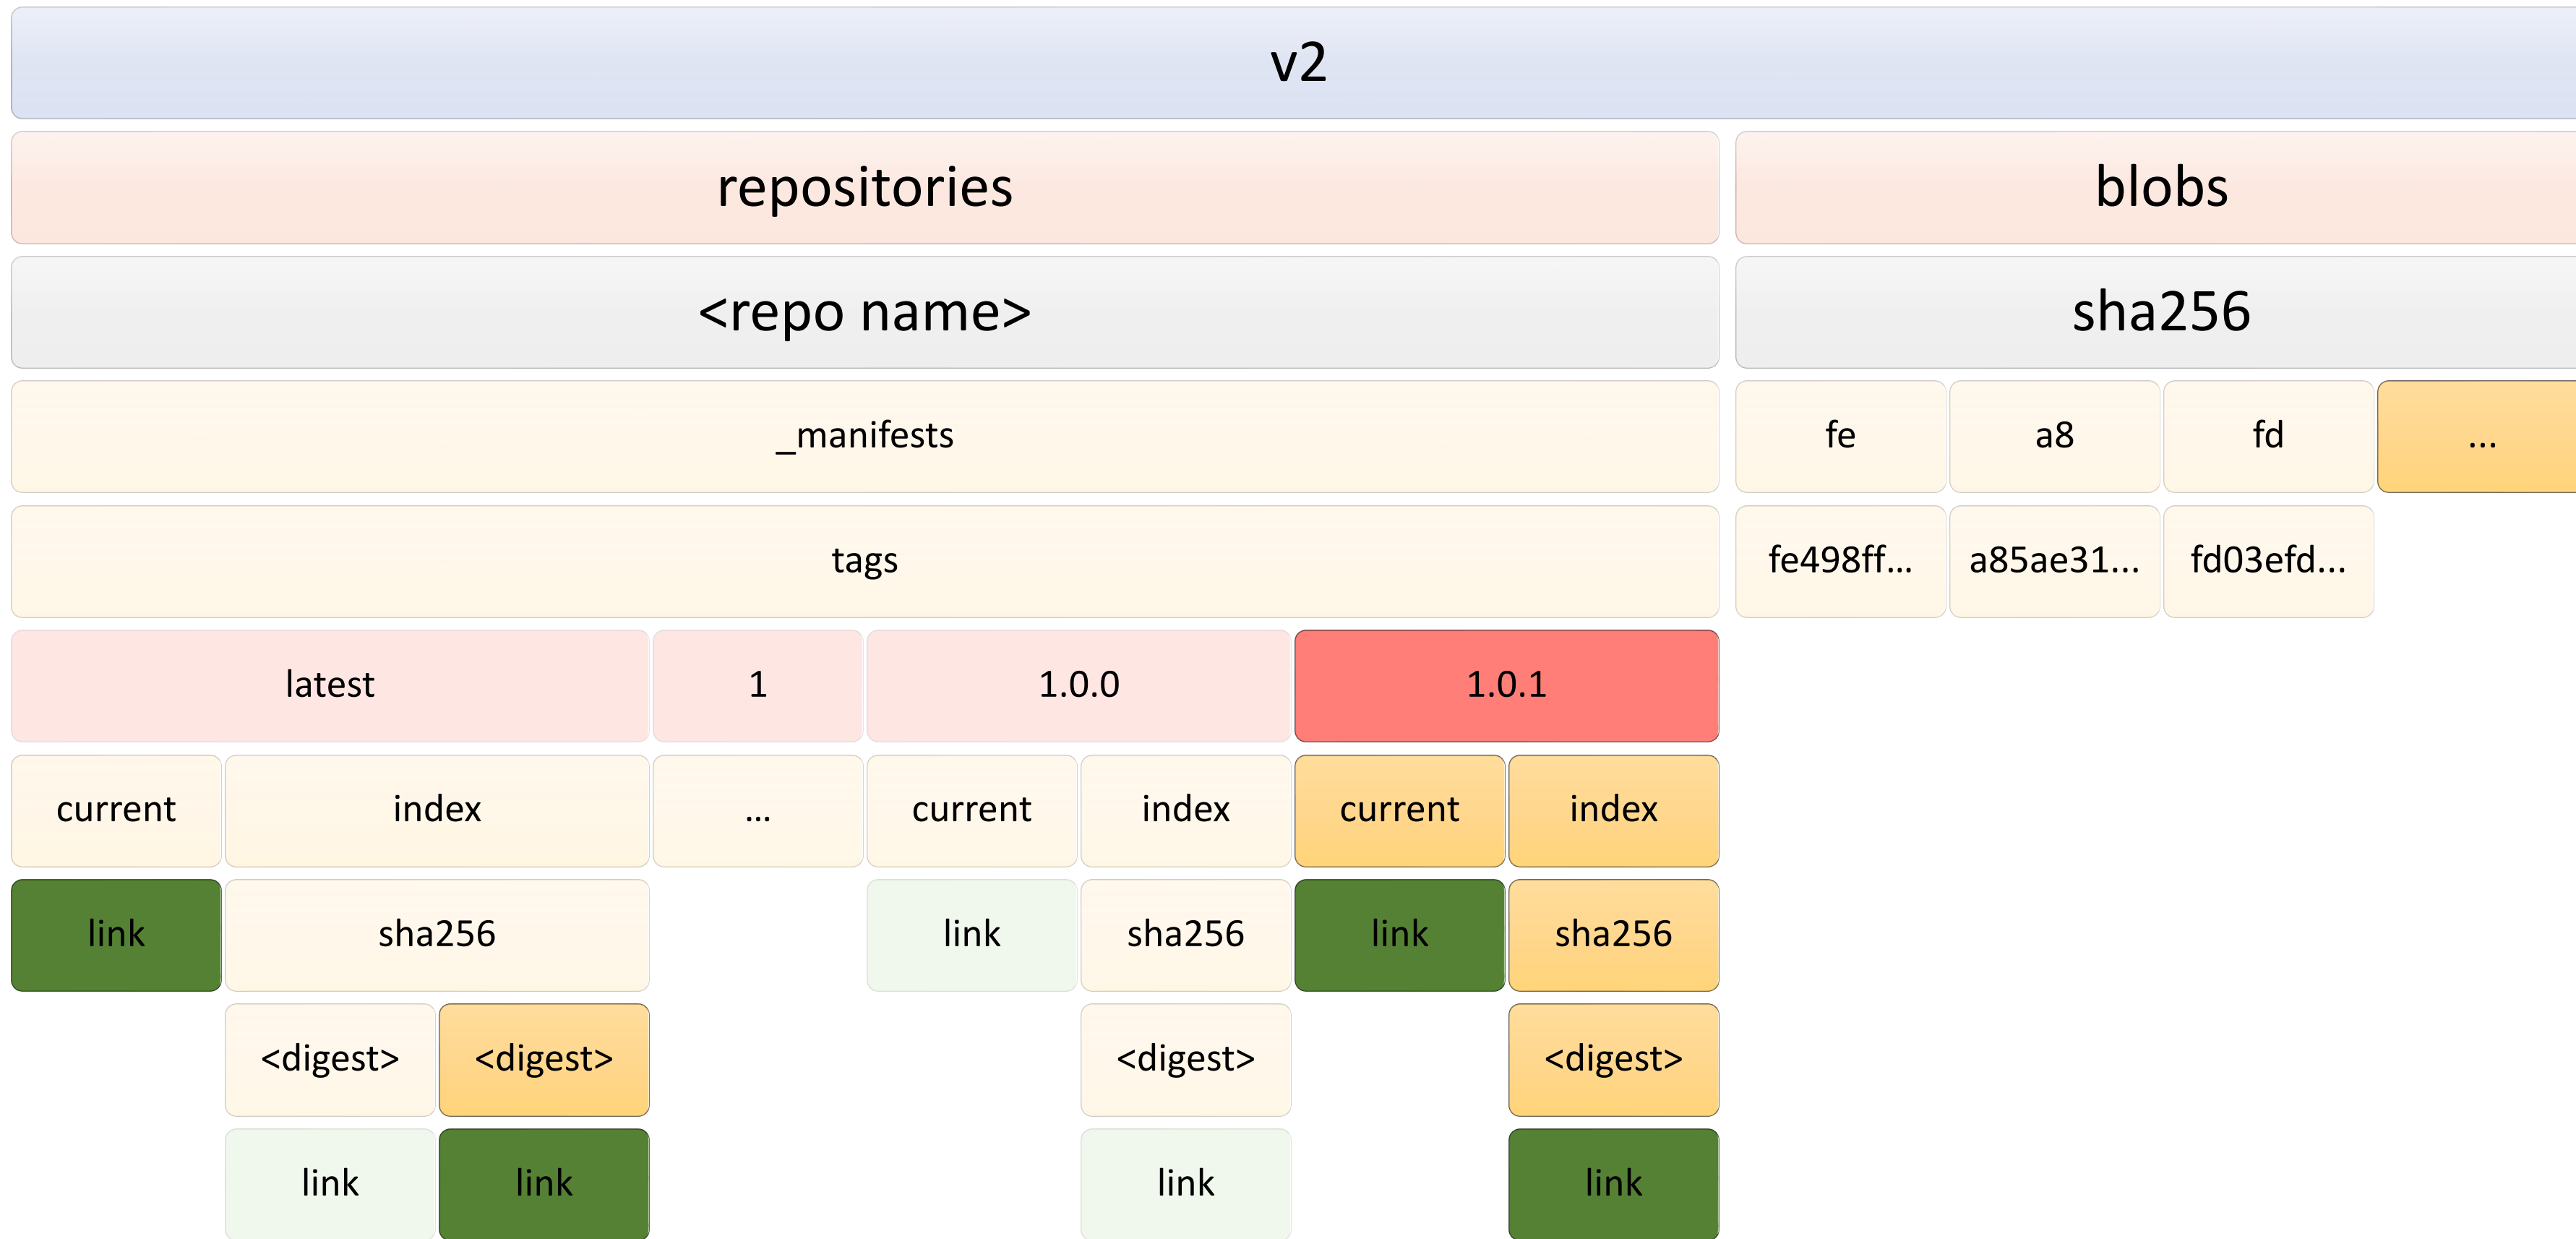 v2
repositories
blobs
<repo name>
sha256
_manifests
fe
a8
fd
...
tags
fe498ff...
a85ae31...
fd03efd...
latest
1
1.0.0
1.0.1
current
index
...
current
index
current
index
link
sha256
link
sha256
link
sha256
<digest>
<digest>
<digest>
<digest>
link
link
link
link